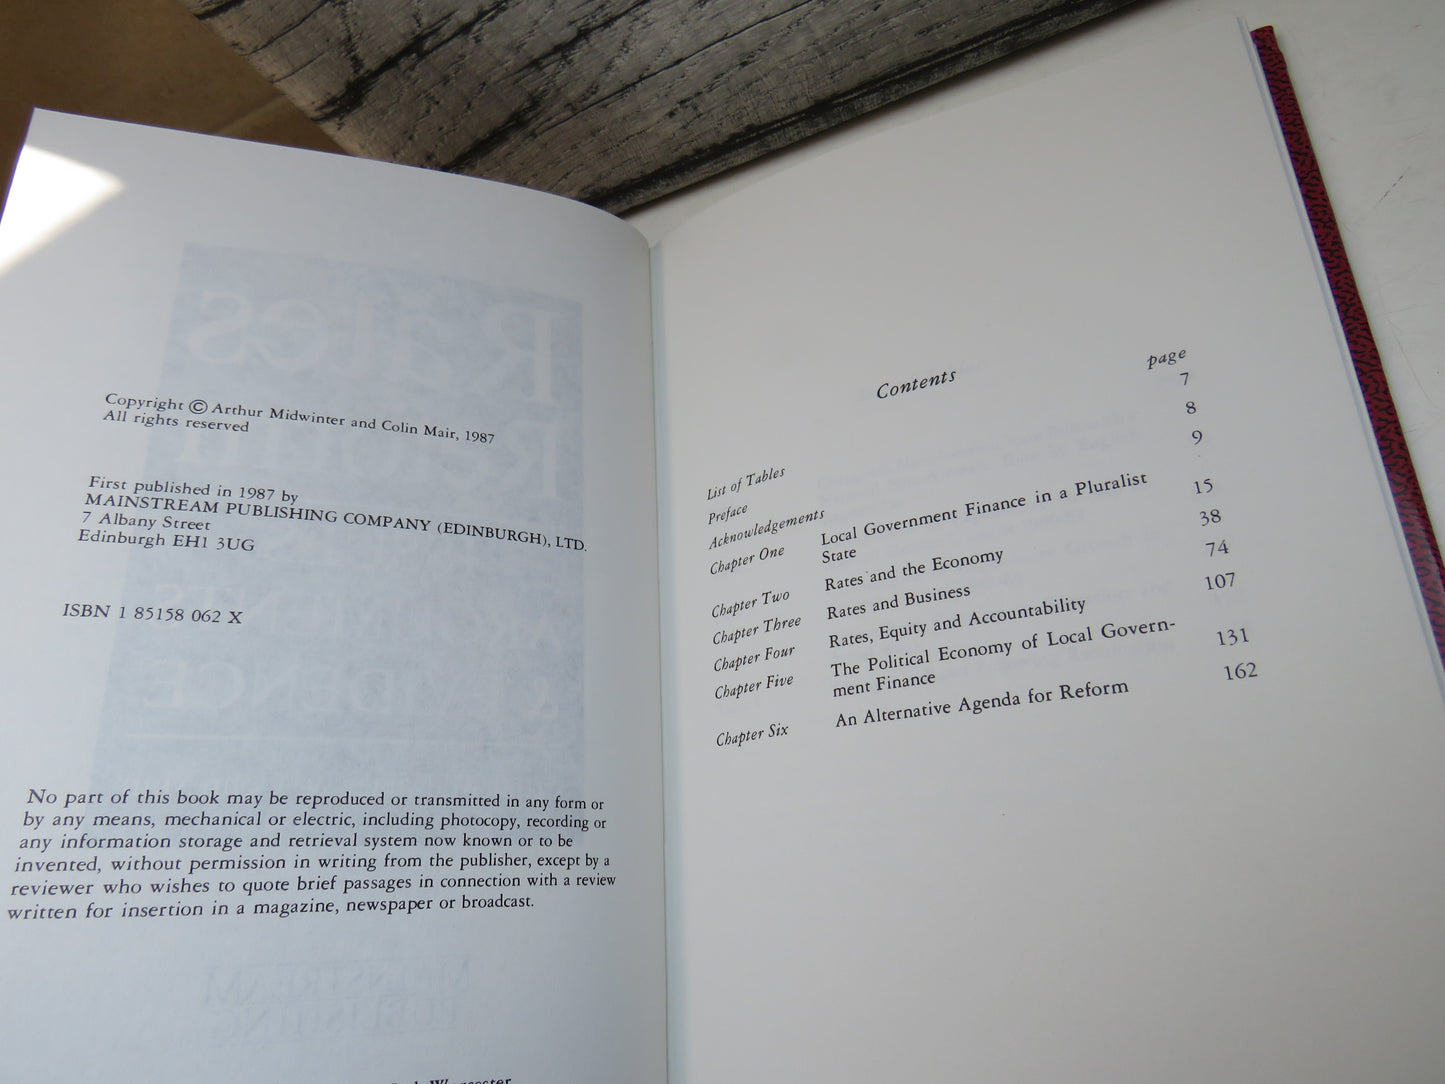 Copyright © Arthur Midwinter and Colin Mair, 1987
All rights reserved
First published in 1987 by
MAINSTREAM PUBLISHING COMPANY (EDINBURGH), LTD.
7 Albany Street
Edinburgh EH1 3UG
ISBN 1 85158 062 X
No part of this book may be reproduced or transmitted in any form or
by any means, mechanical or electric, including photocopy, recording or
any information storage and retrieval system now known or to be
invented, without permission in writing from the publisher, except by a
reviewer who wishes to quote brief passages in connection with a review
written for insertion in a magazine, newspaper or broadcast.
Contents page
List of Tables 7
Preface 8
Acknowledgements 9
Chapter One Local Government Finance in a Pluralist
State 15
Chapter Two Rates and the Economy 38
Chapter Three Rates and Business 74
Chapter Four Rates, Equity and Accountability 107
Chapter Five The Political Economy of Local Govern-
ment Finance 131
Chapter Six An Alternative Agenda for Reform 162